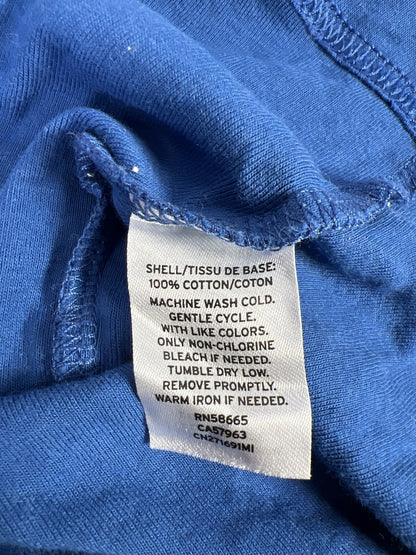 SHELL/TISSU DE BASE:
100% COTTON/COTON
MACHINE WASH COLD.
GENTLE CYCLE.
WITH LIKE COLORS.
ONLY NON-CHLORINE
BLEACH IF NEEDED.
TUMBLE DRY LOW.
REMOVE PROMPTLY.
WARM IRON IF NEEDED.
RN58665
CA57963
CN271691MI